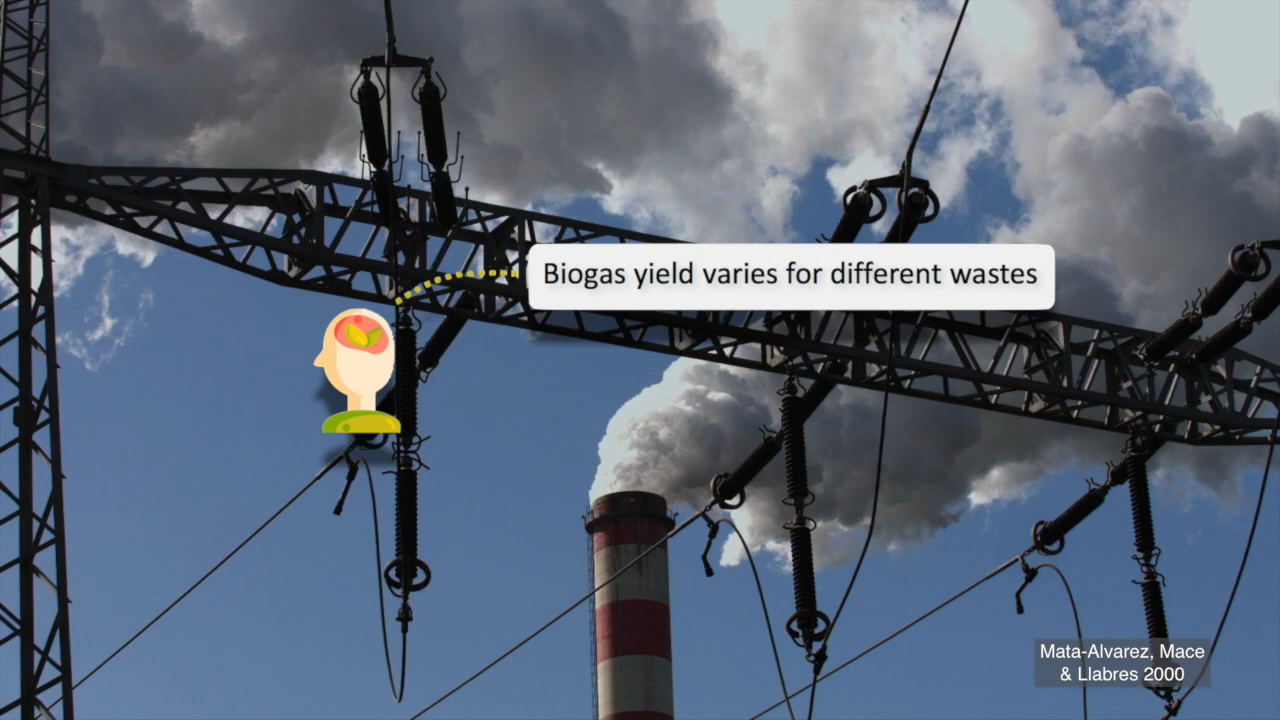 Biogas yield varies for different wastes
Mata-Alvarez, Mace
& Llabres 2000